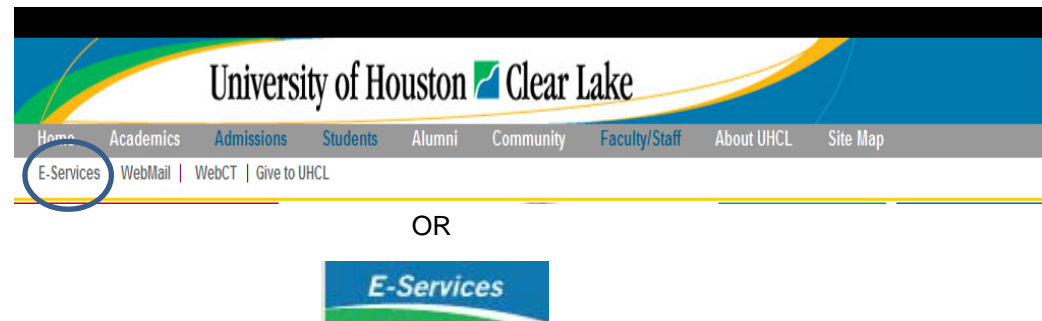 University of Houston Clear Lake
Home Academics Admissions Students Alumni Community Faculty/Staff About UHCL Site Map
E-Services WebMail | WebCT | Give to UHCL
OR
E-Services